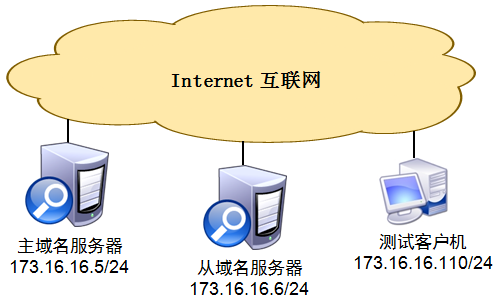 Internet 互联网
主域名服务器
173.16.16.5/24
从域名服务器
173.16.16.6/24
测试客户机
173.16.16.110/24